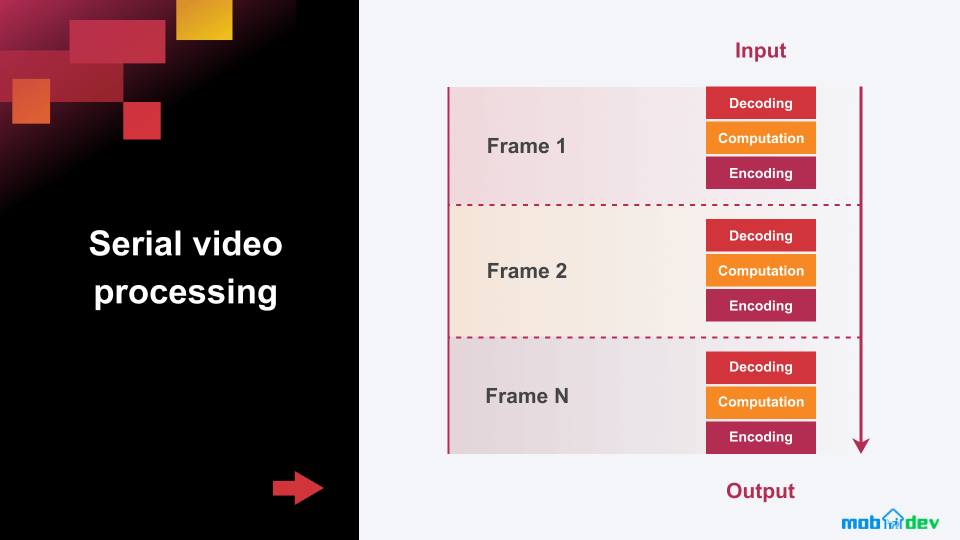 Serial video
processing
Input
Frame 1
Decoding
Computation
Encoding
Frame 2
Decoding
Computation
Encoding
Frame N
Decoding
Computation
Encoding
Output
mobidev